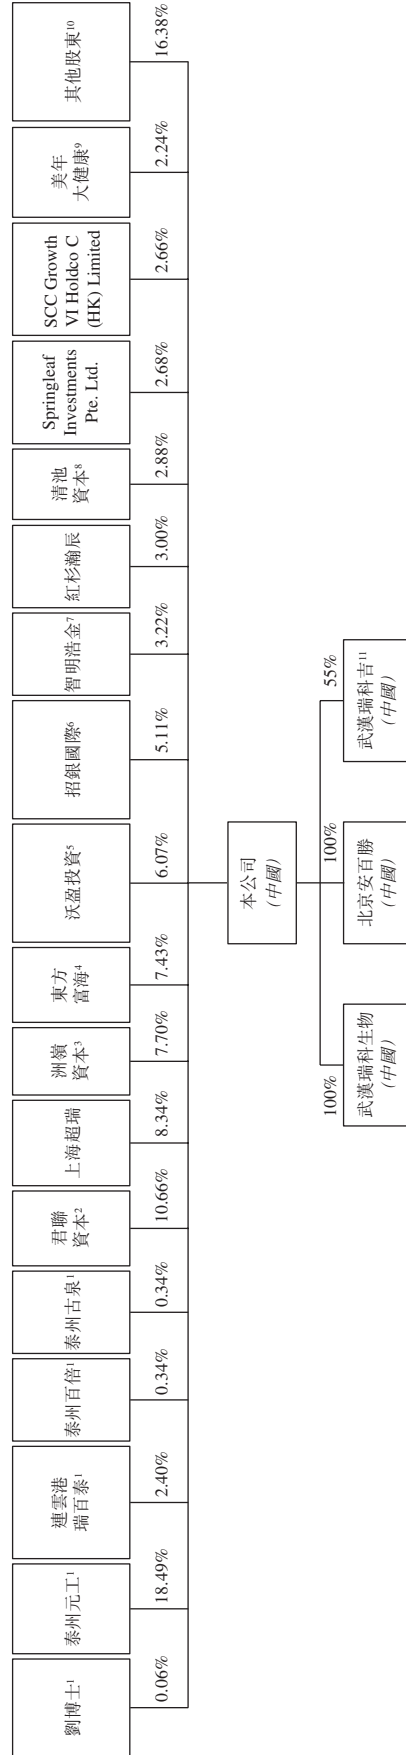 劉博士1
泰州元工1
連雲港
瑞百泰1
泰州百倍1
泰州古泉1
君聯
資本2
上海超瑞
洲嶺
資本3
東方
富海4
沃盈投資5
招銀國際6
智明浩金7
紅杉瀚辰
清池
資本8
Springleaf
Investments
Pte. Ltd.
SCC Growth
VI Holdco C
(HK) Limited
美年
大健康9
其他股東10
0.06%
18.49%
2.40%
0.34%
0.34%
10.66%
8.34%
7.70%
7.43%
6.07%
5.11%
3.22%
3.00%
2.88%
2.68%
2.66%
2.24%
16.38%
本公司
(中國)
100%
100%
55%
武漢瑞科生物
(中國)
北京安百勝
(中國)
武漢瑞科吉11
(中國)